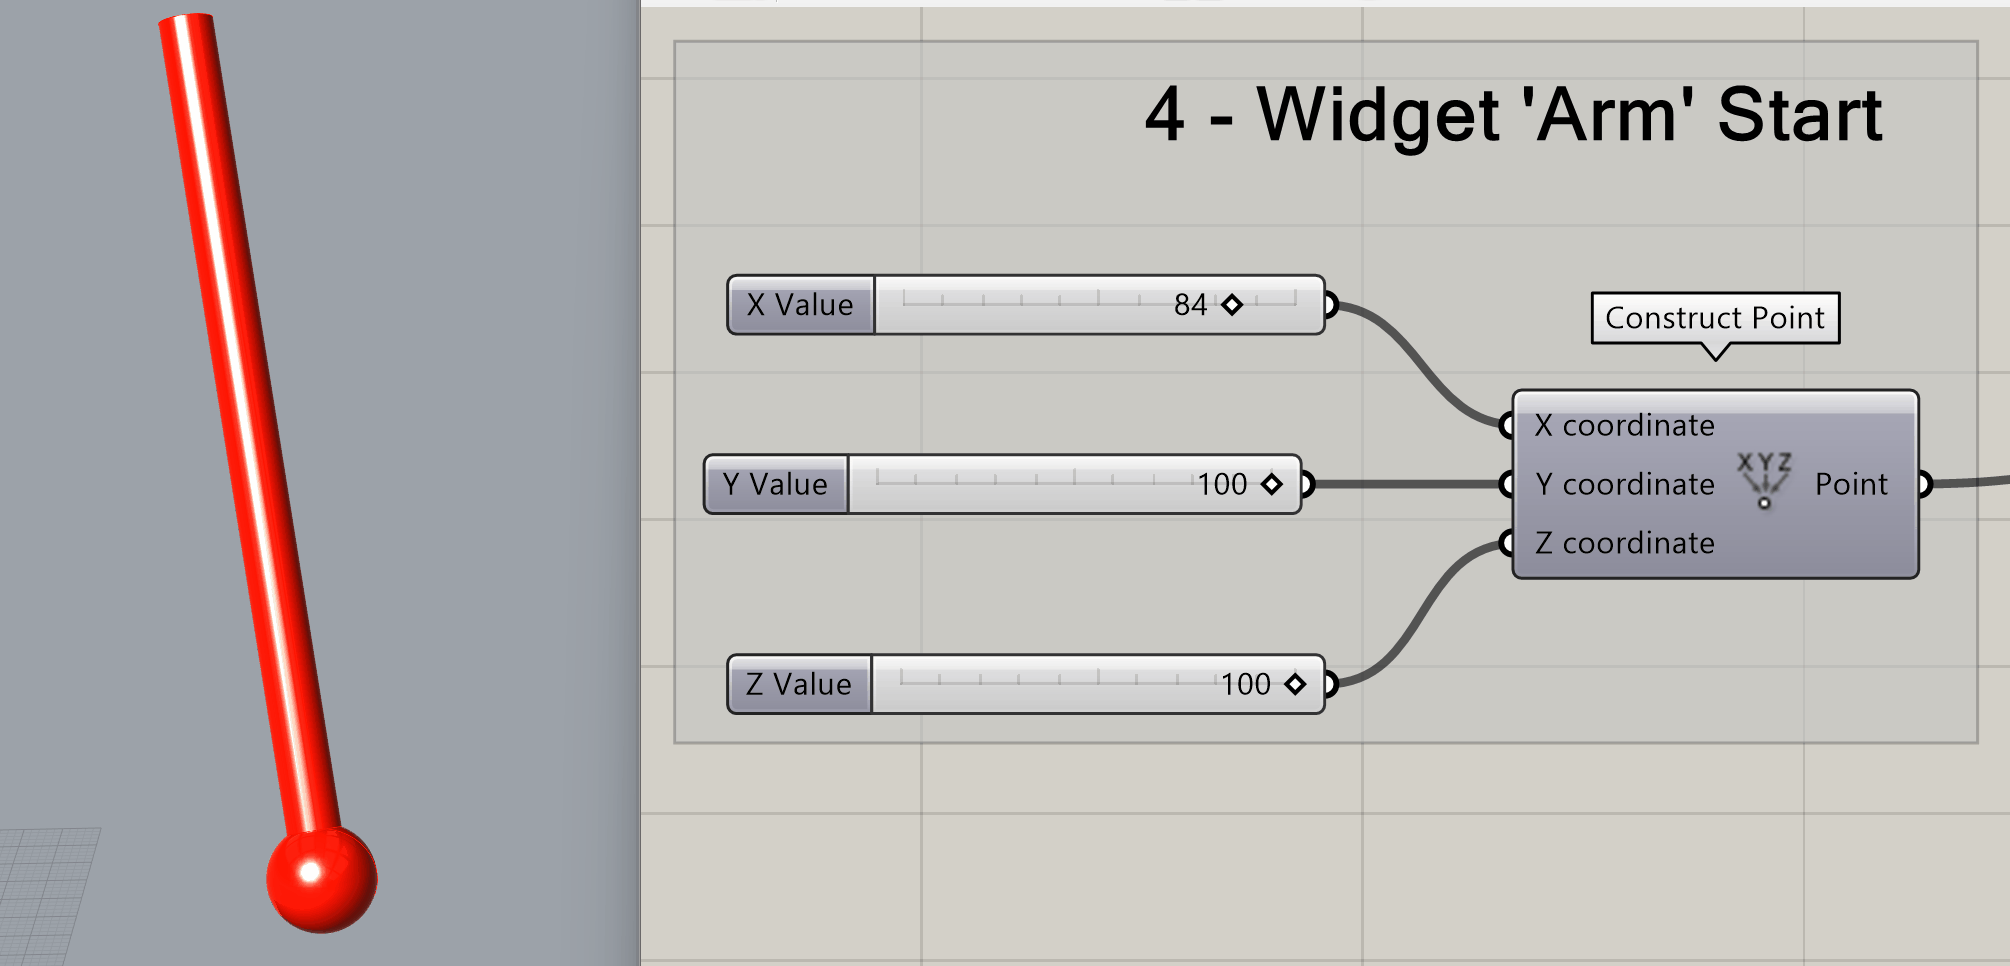 4 - Widget 'Arm' Start
X Value
84
Construct Point
X coordinate
Y Value
100
Y coordinate
XYZ
Point
Z coordinate
Z Value
100